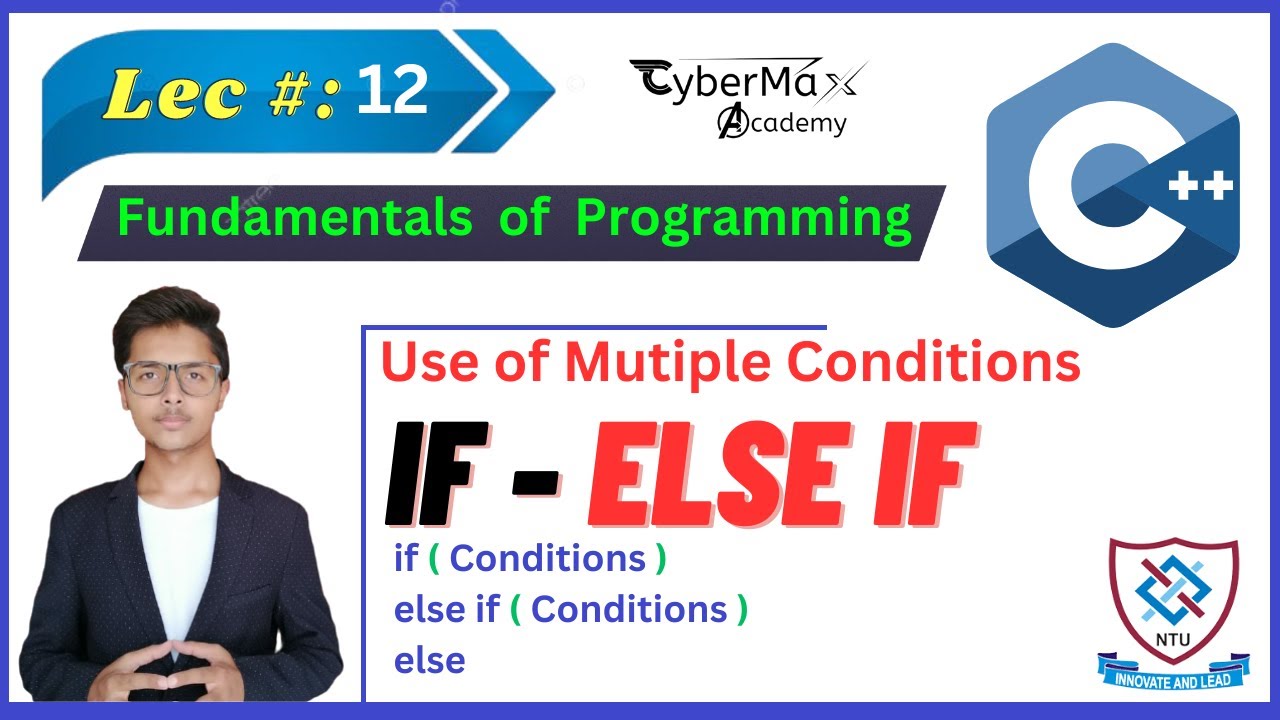 Lec #: 12
CyberMax
Academy
C++
Fundamentals of Programming
Use of Mutiple Conditions
IF - ELSE IF
if ( Conditions )
else if ( Conditions )
else
NTU
INNOVATE AND LEAD